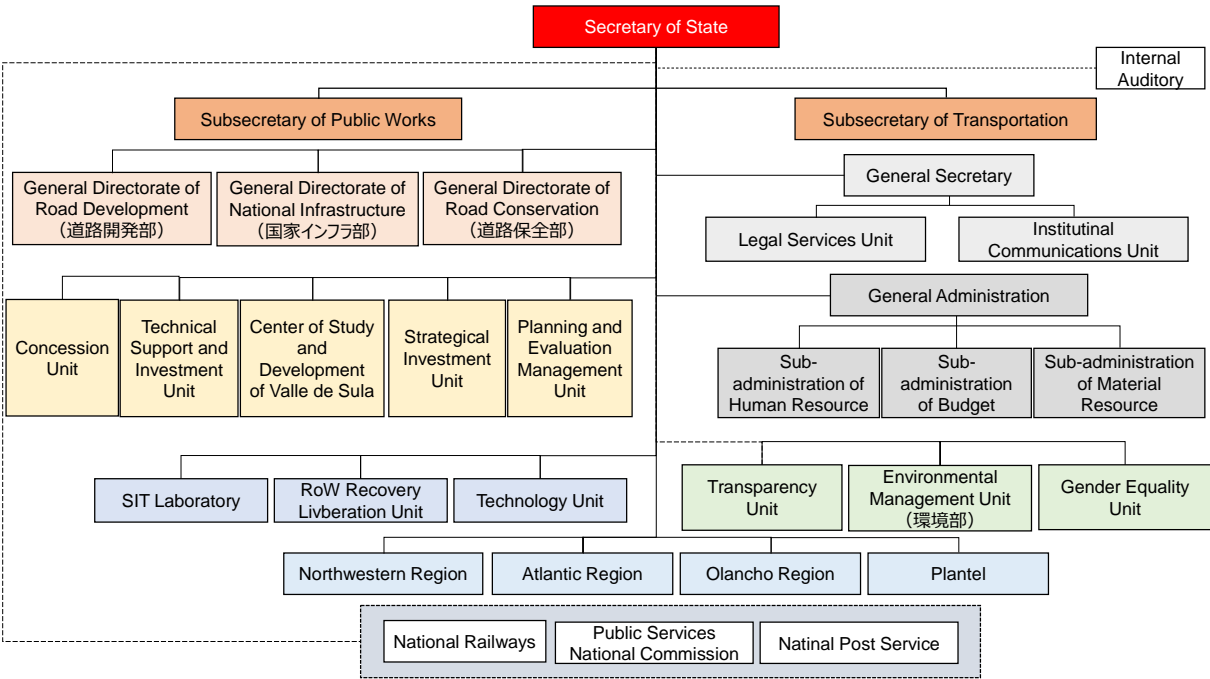 Secretary of State
Internal
Auditory
Subsecretary of Public Works
Subsecretary of Transportation
General Directorate of
Road Development
（道路開発部）
General Directorate of
National Infrastructure
（国家インフラ部）
General Directorate of
Road Conservation
（道路保全部）
General Secretary
Legal Services Unit
Institutinal
Communications Unit
General Administration
Concession
Unit
Technical
Support and
Investment
Unit
Center of Study
and
Development
of Valle de Sula
Strategical
Investment
Unit
Planning and
Evaluation
Management
Unit
Sub-
administration of
Human Resource
Sub-
administration
of Budget
Sub-administration
of Material
Resource
SIT Laboratory
RoW Recovery
Livberation Unit
Technology Unit
Transparency
Unit
Environmental
Management Unit
（環境部）
Gender Equality
Unit
Northwestern Region
Atlantic Region
Olancho Region
Plantel
National Railways
Public Services
National Commission
Natinal Post Service